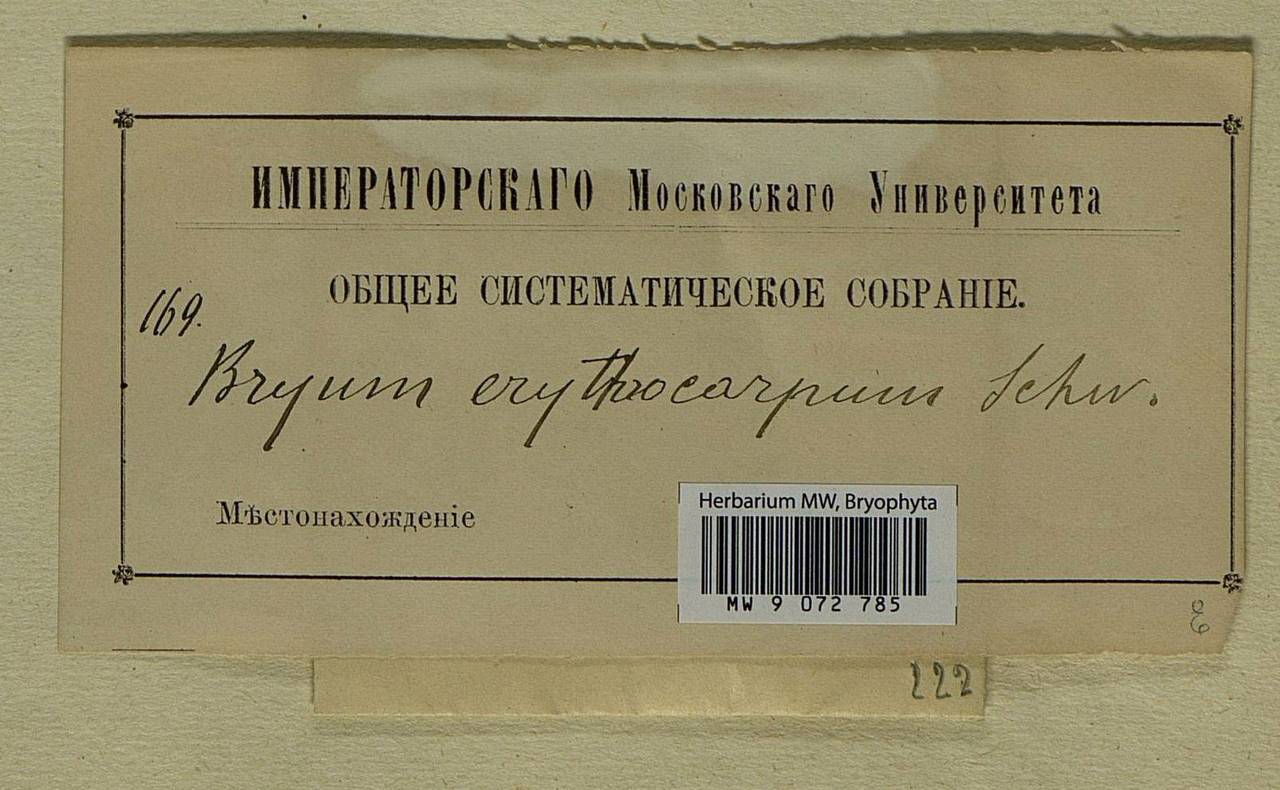 ИМПЕРАТОРСКАГО Московскаго Университета
ОБЩЕЕ СИСТЕМАТИЧЕСКОЕ СОБРАНІЕ.
169.
Bryum erythrocarpum Schw.
Мѣстонахожденіе
Herbarium MW, Bryophyta
MW 9 072 785
222